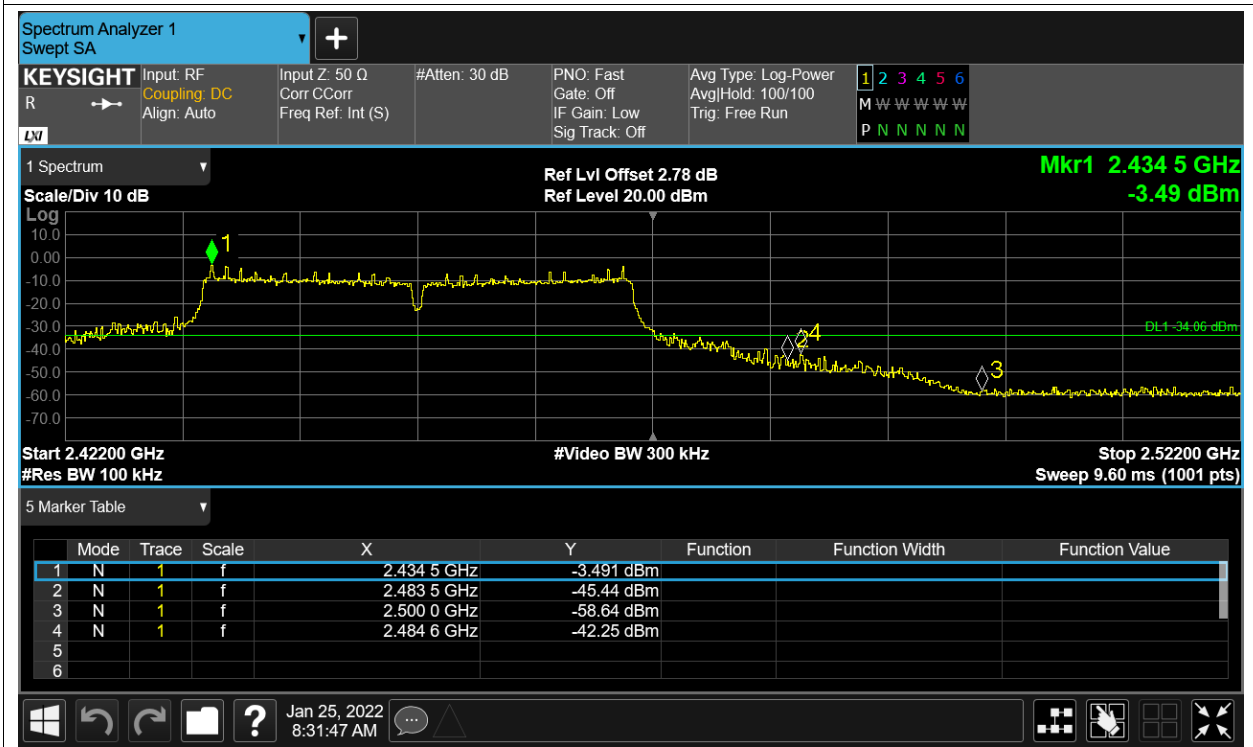 Spectrum Analyzer 1
Swept SA
KEYSIGHT Input: RF Input Z: 50 Ω #Atten: 30 dB PNO: Fast Avg Type: Log-Power 1 2 3 4 5 6
R Coupling: DC Corr CCorr Gate: Off Avg|Hold: 100/100 M W W W W W
Align: Auto Freq Ref: Int (S) IF Gain: Low Trig: Free Run
LXI Sig Track: Off P N N N N N
1 Spectrum Ref Lvl Offset 2.78 dB Mkr1 2.434 5 GHz
Scale/Div 10 dB Ref Level 20.00 dBm -3.49 dBm
Log
10.0
1
0.00
-10.0
-20.0
-30.0 DL1 -34.06 dBm
2 4
-40.0
-50.0 3
-60.0
-70.0
Start 2.42200 GHz #Video BW 300 kHz Stop 2.52200 GHz
#Res BW 100 kHz Sweep 9.60 ms (1001 pts)
5 Marker Table
Mode Trace Scale X Y Function Function Width Function Value
1 N 1 f 2.434 5 GHz -3.491 dBm
2 N 1 f 2.483 5 GHz -45.44 dBm
3 N 1 f 2.500 0 GHz -58.64 dBm
4 N 1 f 2.484 6 GHz -42.25 dBm
5
6
? Jan 25, 2022
8:31:47 AM